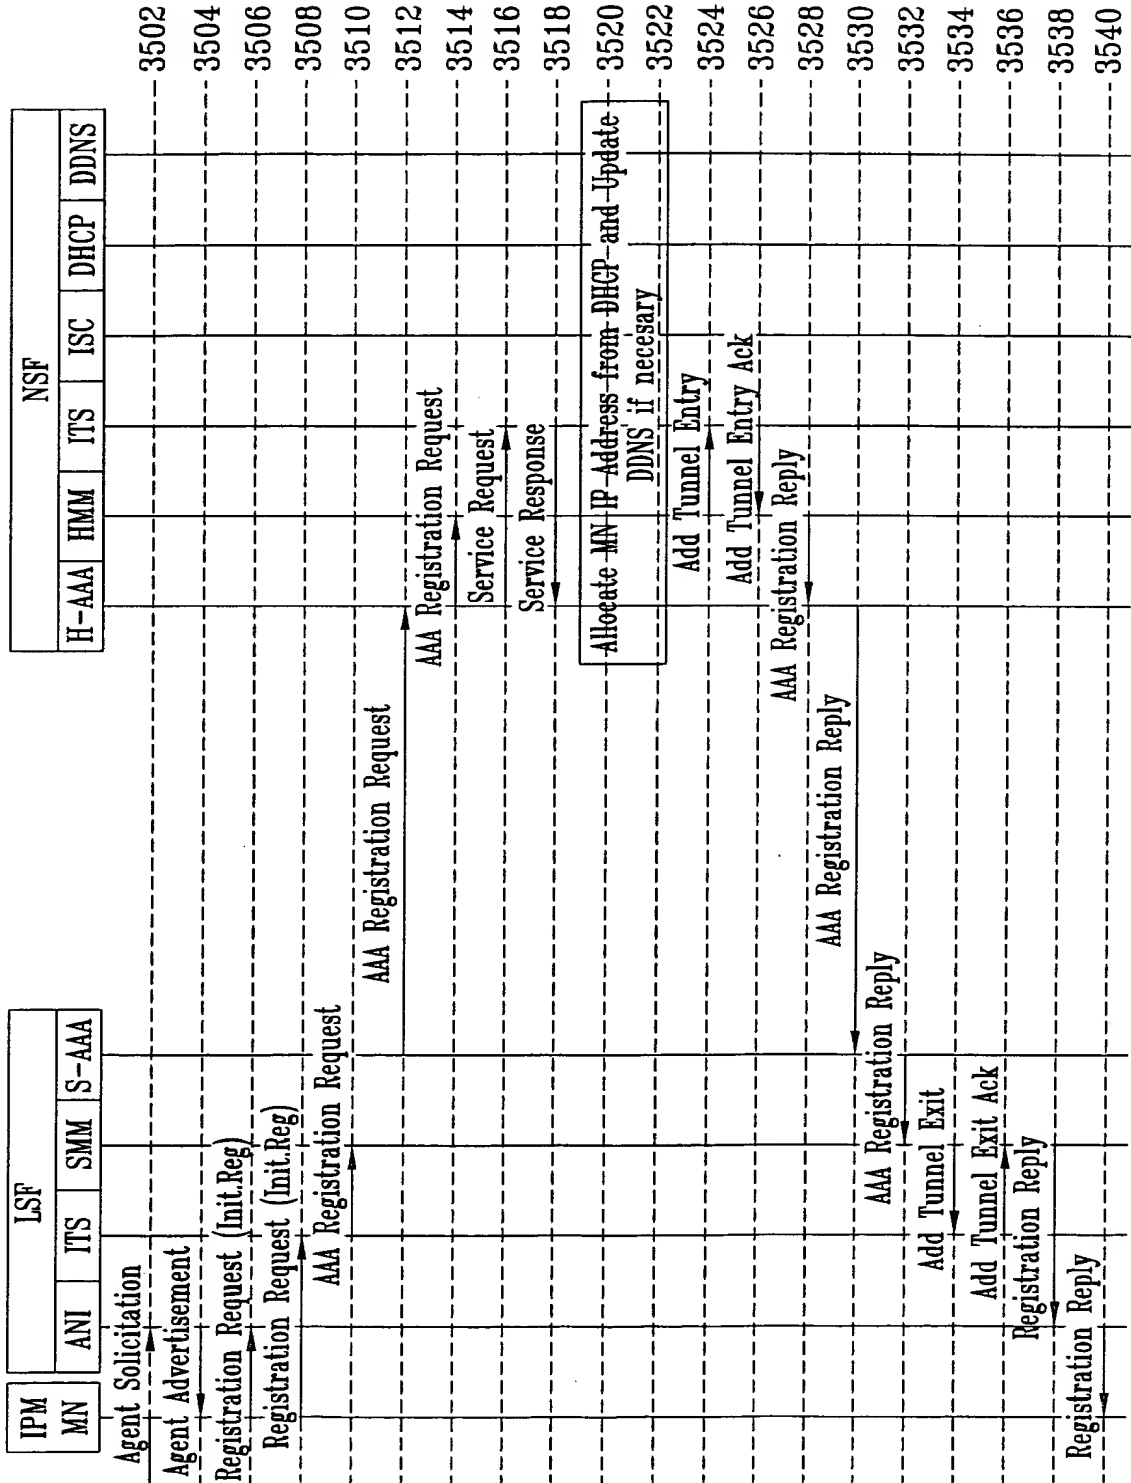 IPM
MN
LSF
ANI
ITS
SMM
S-AAA
NSF
H-AAA
HMM
ITS
ISC
DHCP
DDNS
Agent Solicitation
3502
Agent Advertisement
3504
Registration Request (Init.Reg)
3506
Registration Request (Init.Reg)
3508
AAA Registration Request
3510
AAA Registration Request
3512
AAA Registration Request
3514
Service Request
3516
Service Response
3518
Allocate MN IP Address from DHCP and Update
3520
DDNS if necesary
3522
Add Tunnel Entry
3524
Add Tunnel Entry Ack
3526
AAA Registration Reply
3528
AAA Registration Reply
3530
AAA Registration Reply
3532
Add Tunnel Exit
3534
Add Tunnel Exit Ack
3536
Registration Reply
3538
Registration Reply
3540